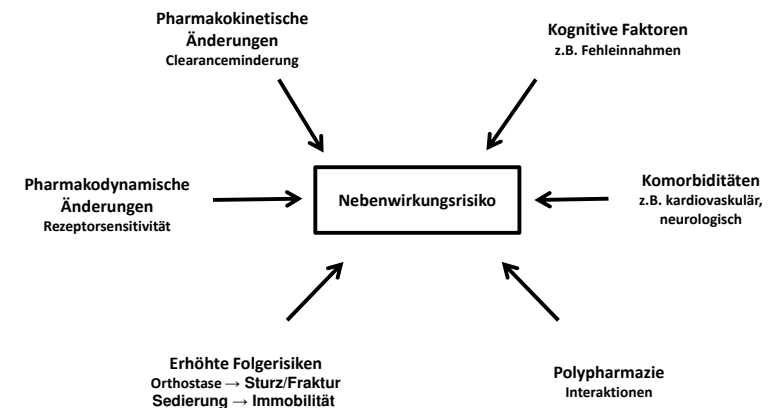 Pharmakokinetische
Änderungen
Clearanceminderung
Kognitive Faktoren
z.B. Fehleinnahmen
Pharmakodynamische
Änderungen
Rezeptorsensitivität
Nebenwirkungsrisiko
Komorbiditäten
z.B. kardiovaskulär,
neurologisch
Erhöhte Folgerisiken
Orthostase → Sturz/Fraktur
Sedierung → Immobilität
Polypharmazie
Interaktionen